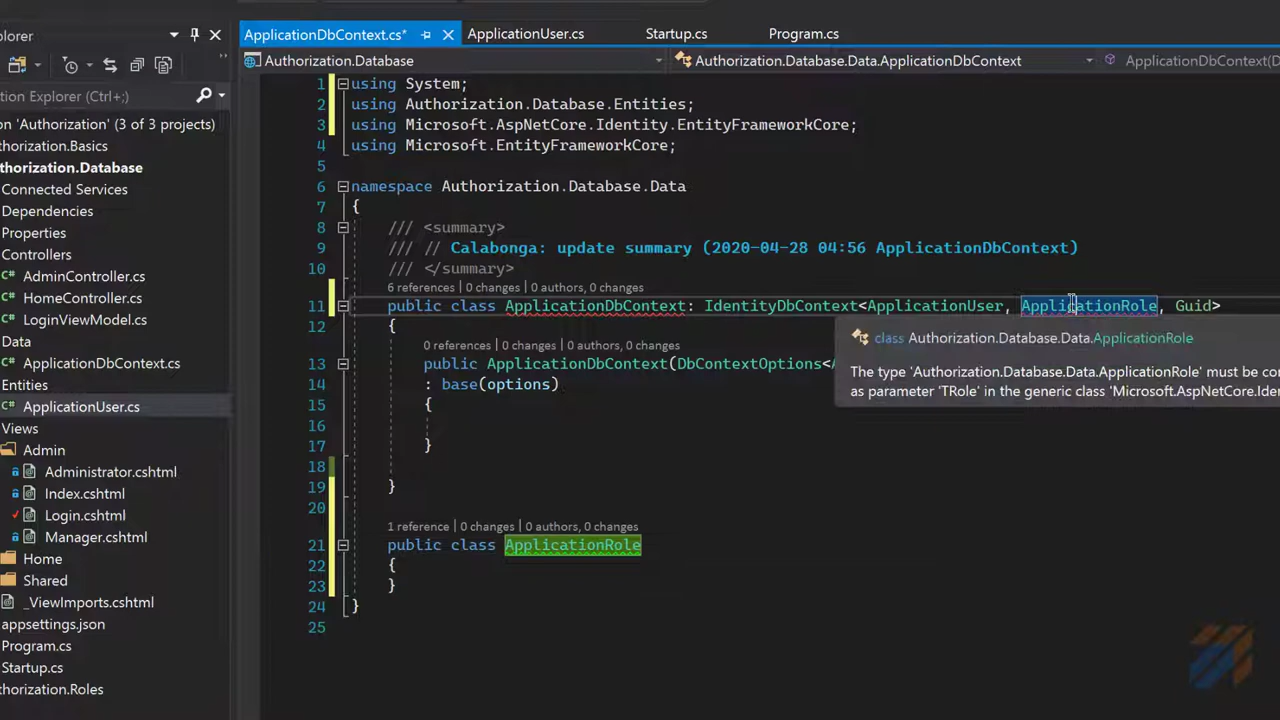 ApplicationDbContext.cs*
ApplicationUser.cs
Startup.cs
Program.cs
plorer
Authorization.Database
Authorization.Database.Data.ApplicationDbContext
ApplicationDbContext(D
tion Explorer (Ctrl+;)
on 'Authorization' (3 of 3 projects)
thorization.Basics
thorization.Database
Connected Services
Dependencies
Properties
Controllers
C# AdminController.cs
C# HomeController.cs
C# LoginViewModel.cs
Data
C# ApplicationDbContext.cs
Entities
C# ApplicationUser.cs
Views
Admin
Administrator.cshtml
Index.cshtml
Login.cshtml
Manager.cshtml
Home
Shared
_ViewImports.cshtml
appsettings.json
Program.cs
Startup.cs
thorization.Roles
1 using System;
2 using Authorization.Database.Entities;
3 using Microsoft.AspNetCore.Identity.EntityFrameworkCore;
4 using Microsoft.EntityFrameworkCore;
5
6 namespace Authorization.Database.Data
7 {
8 /// <summary>
9 /// // Calabonga: update summary (2020-04-28 04:56 ApplicationDbContext)
10 /// </summary>
6 references | 0 changes | 0 authors, 0 changes
11 public class ApplicationDbContext: IdentityDbContext<ApplicationUser, ApplicationRole, Guid>
12 {
0 references | 0 changes | 0 authors, 0 changes
13 public ApplicationDbContext(DbContextOptions<A
14 : base(options)
15 {
16
17 }
18
19 }
20
1 reference | 0 changes | 0 authors, 0 changes
21 public class ApplicationRole
22 {
23 }
24 }
25
class Authorization.Database.Data.ApplicationRole
The type 'Authorization.Database.Data.ApplicationRole' must be con
as parameter 'TRole' in the generic class 'Microsoft.AspNetCore.Iden